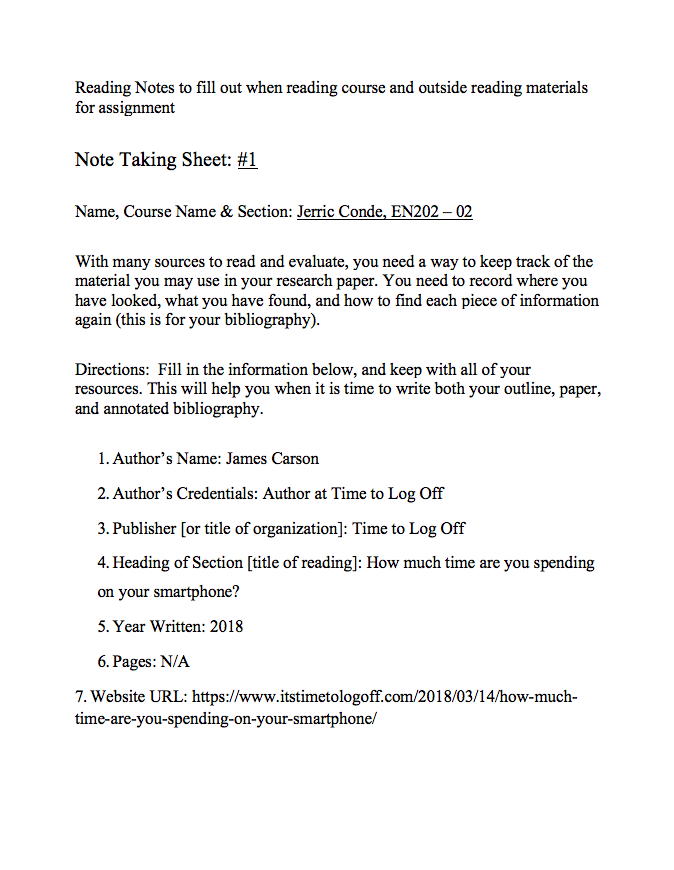 Reading Notes to fill out when reading course and outside reading materials
for assignment
Note Taking Sheet: #1
Name, Course Name & Section: Jerric Conde, EN202 – 02
With many sources to read and evaluate, you need a way to keep track of the
material you may use in your research paper. You need to record where you
have looked, what you have found, and how to find each piece of information
again (this is for your bibliography).
Directions:  Fill in the information below, and keep with all of your
resources. This will help you when it is time to write both your outline, paper,
and annotated bibliography.
1. Author’s Name: James Carson
2. Author’s Credentials: Author at Time to Log Off
3. Publisher [or title of organization]: Time to Log Off
4. Heading of Section [title of reading]: How much time are you spending
on your smartphone?
5. Year Written: 2018
6. Pages: N/A
7. Website URL: https://www.itstimetologoff.com/2018/03/14/how-much-
time-are-you-spending-on-your-smartphone/